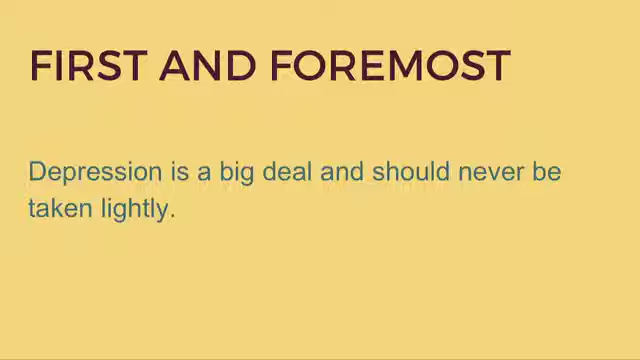 FIRST AND FOREMOST
Depression is a big deal and should never be
taken lightly.